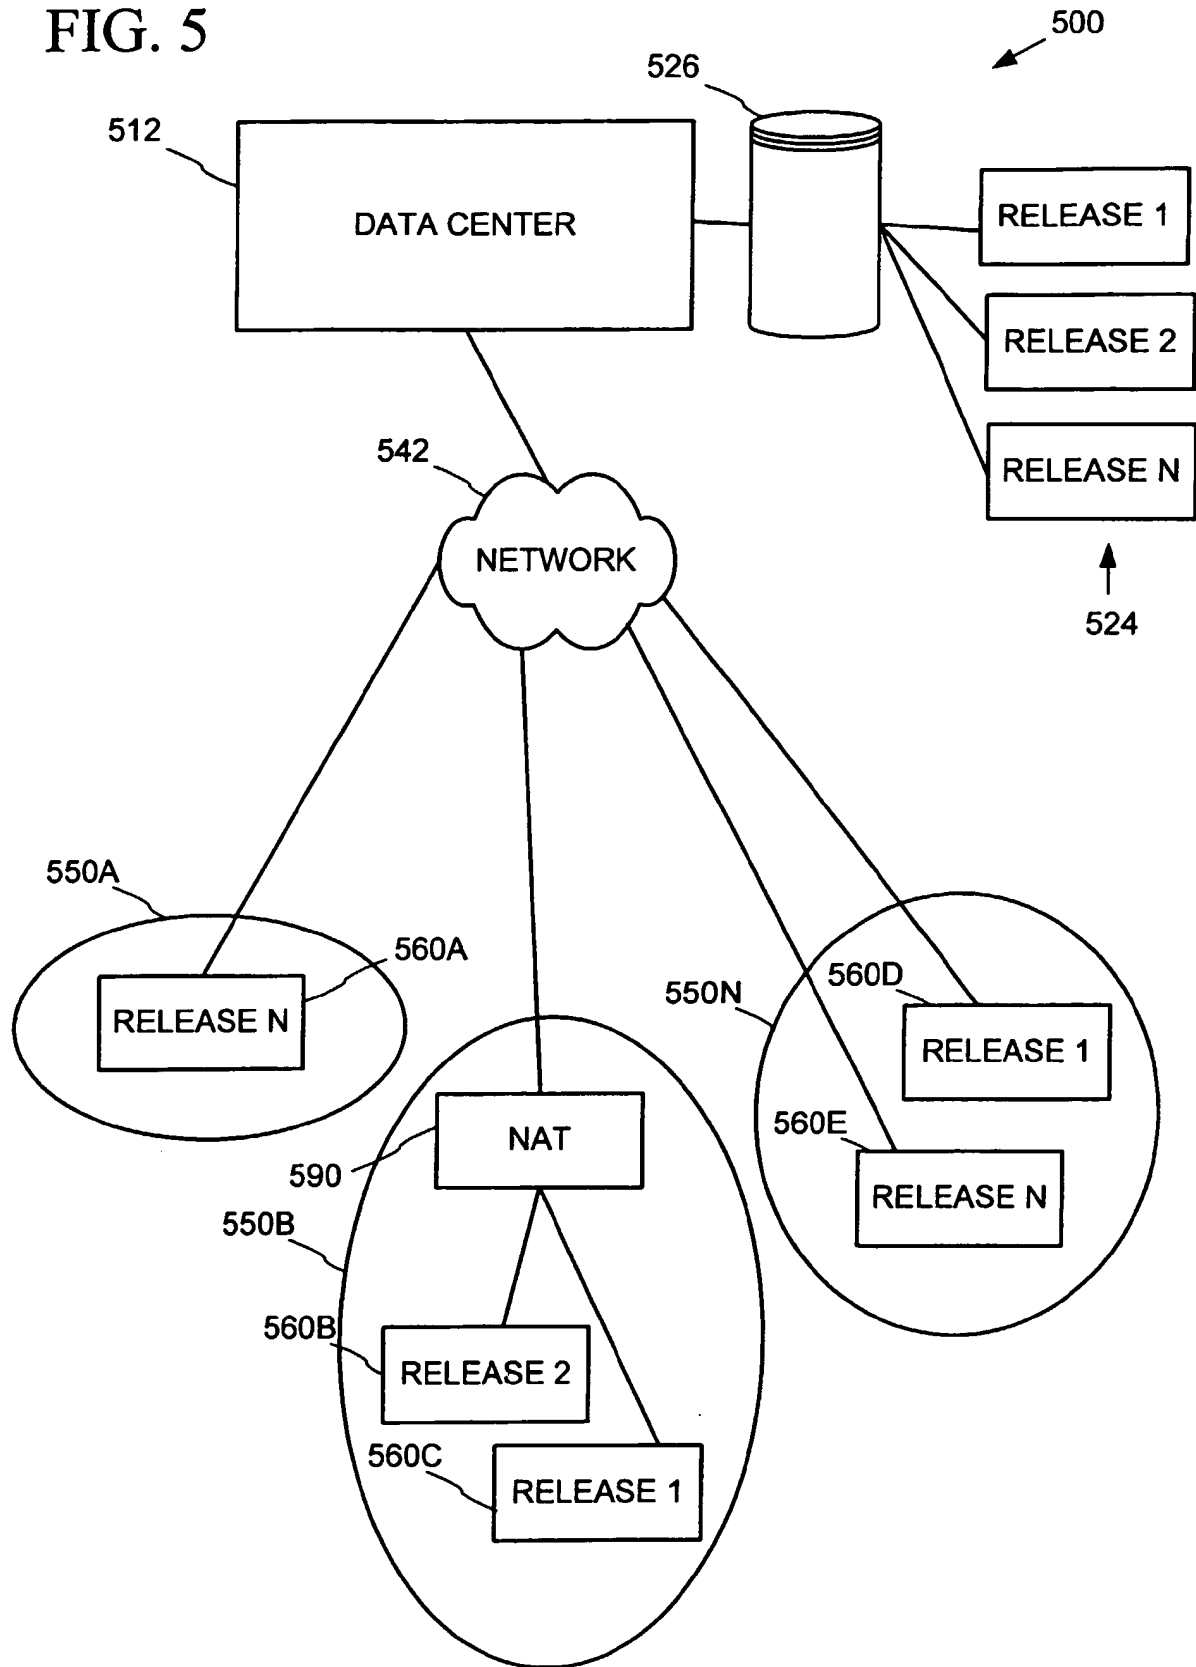 FIG. 5
500
526
512
DATA CENTER
RELEASE 1
RELEASE 2
RELEASE N
524
542
NETWORK
550A
560A
RELEASE N
550N
560D
RELEASE 1
560E
RELEASE N
NAT
590
550B
560B
RELEASE 2
560C
RELEASE 1